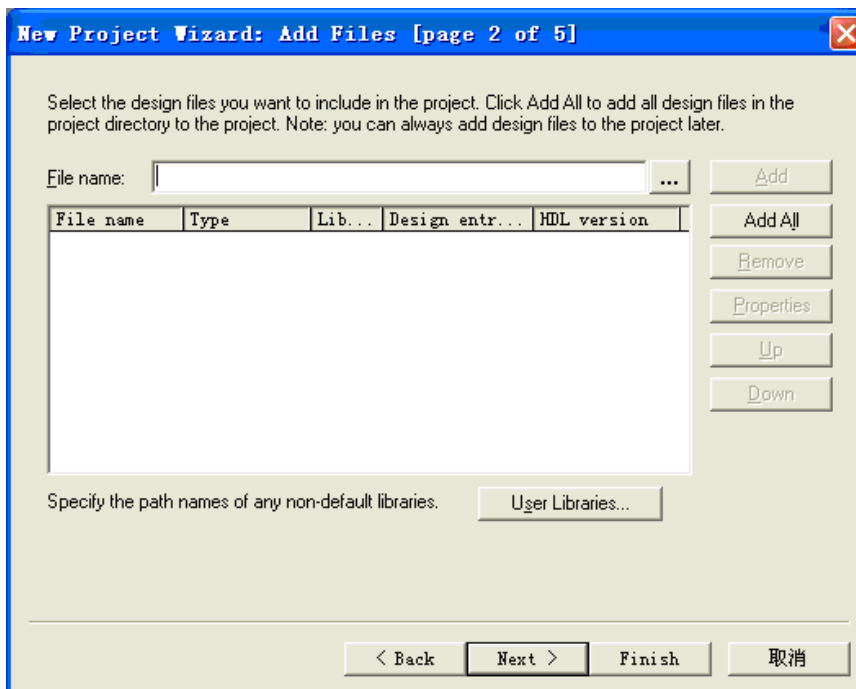 New Project Wizard: Add Files [page 2 of 5]
Select the design files you want to include in the project. Click Add All to add all design files in the
project directory to the project. Note: you can always add design files to the project later.
File name: ... Add
File name Type Lib... Design entr... HDL version Add All
Remove
Properties
Up
Down
Specify the path names of any non-default libraries. User Libraries...
< Back Next > Finish 取消